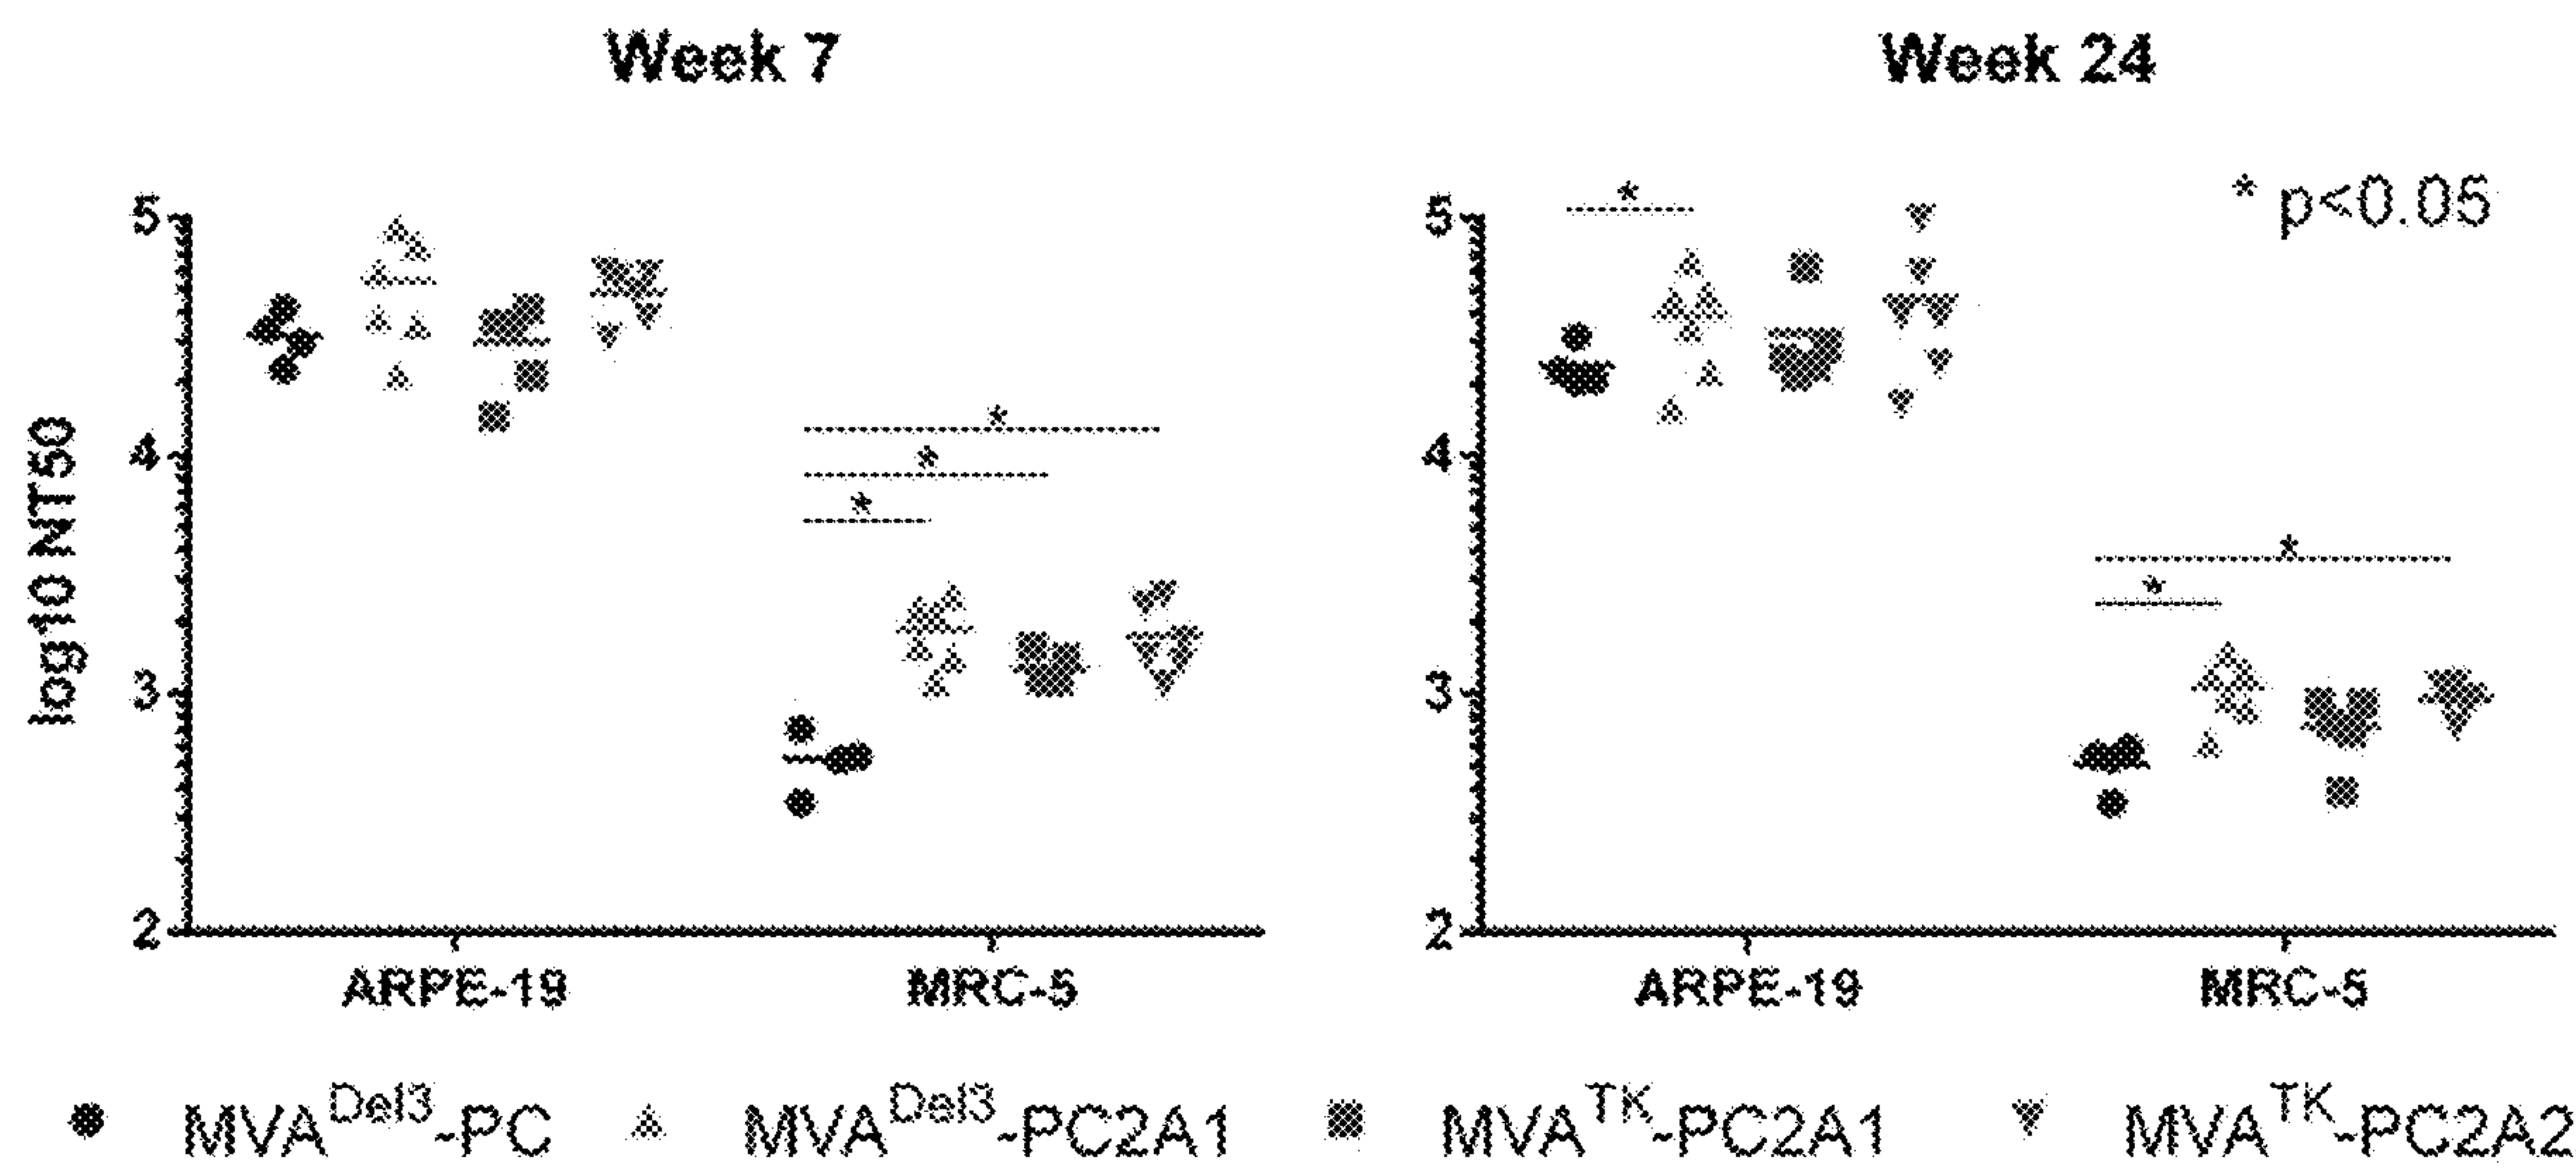 Week 7
Week 24
* p<0.05
log10 NT50
5
4
3
2
*
*
*
ARPE-19
MRC-5
5
4
3
2
*
*
*
ARPE-19
MRC-5
MVA^Del3-PC
MVA^Del3-PC2A1
MVA^TK-PC2A1
MVA^TK-PC2A2